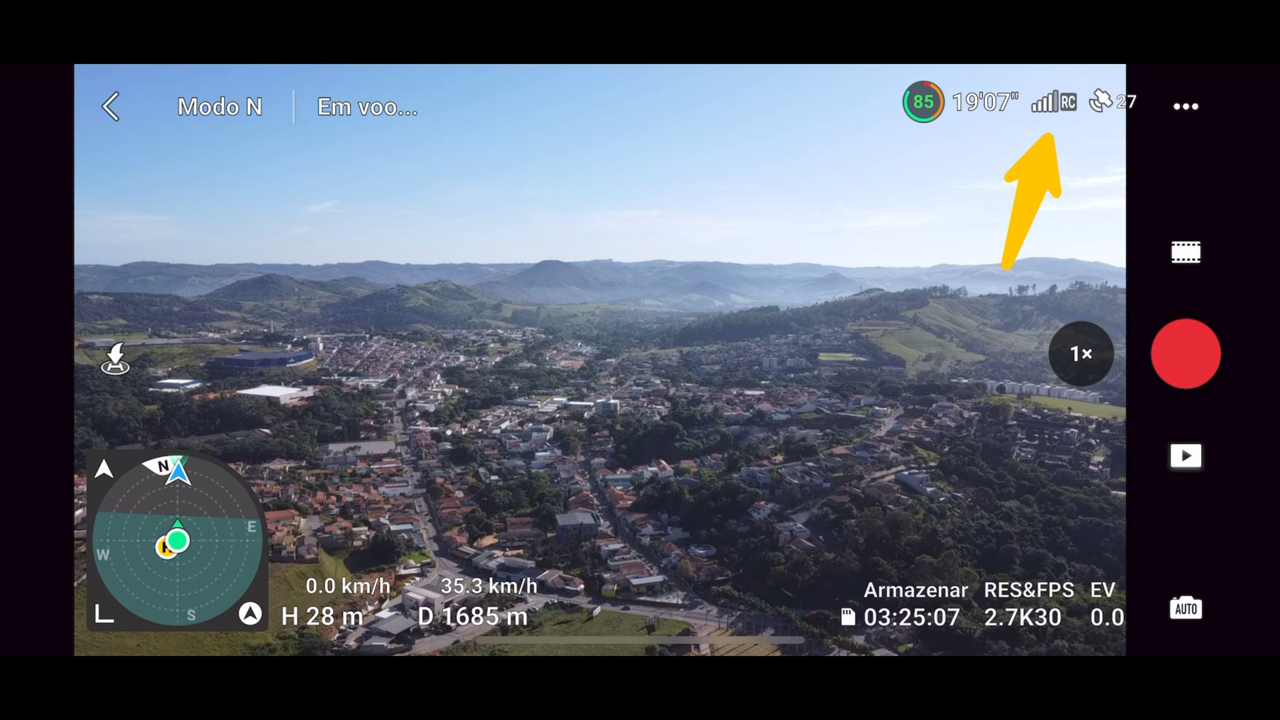 Modo N
Em voo...
85
19'07"
RC
27
1×
N
E
W
S
H
0.0 km/h
35.3 km/h
H 28 m
D 1685 m
Armazenar
RES&FPS
EV
03:25:07
2.7K30
0.0
AUTO